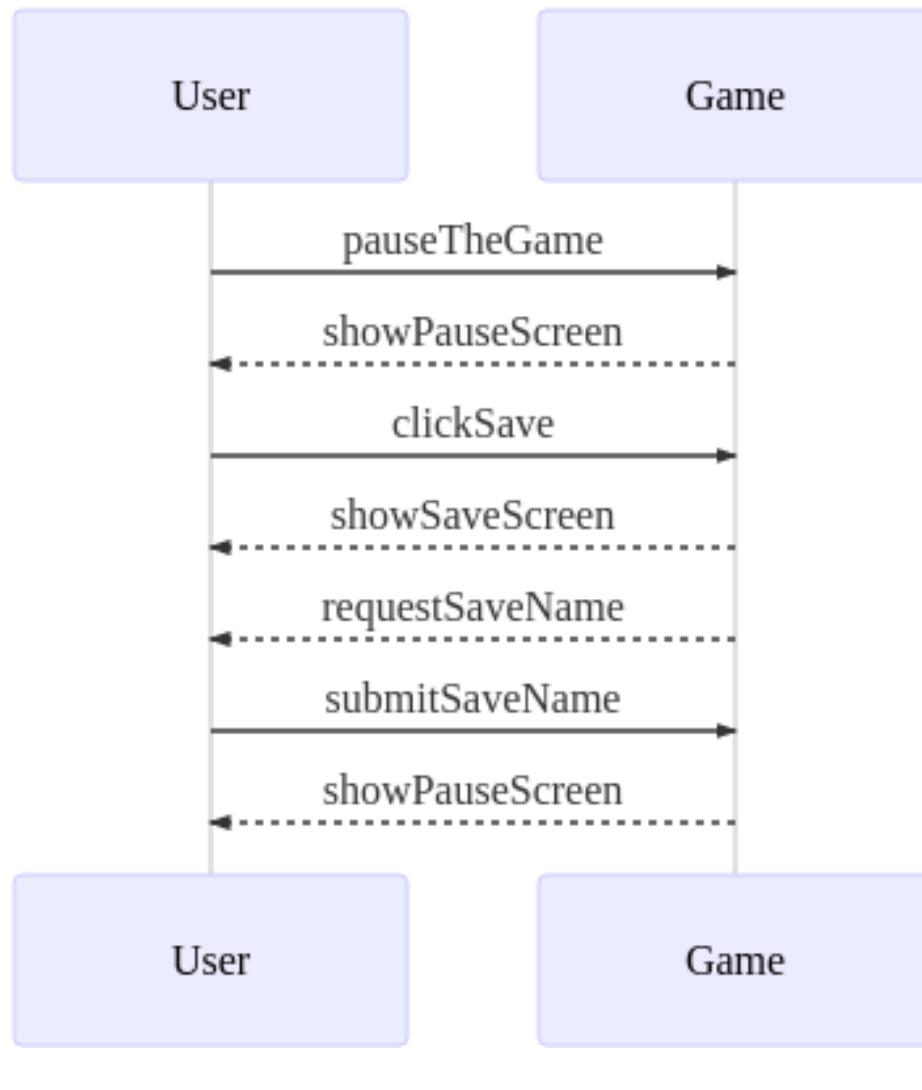 User
Game
pauseTheGame
showPauseScreen
clickSave
showSaveScreen
requestSaveName
submitSaveName
showPauseScreen
User
Game